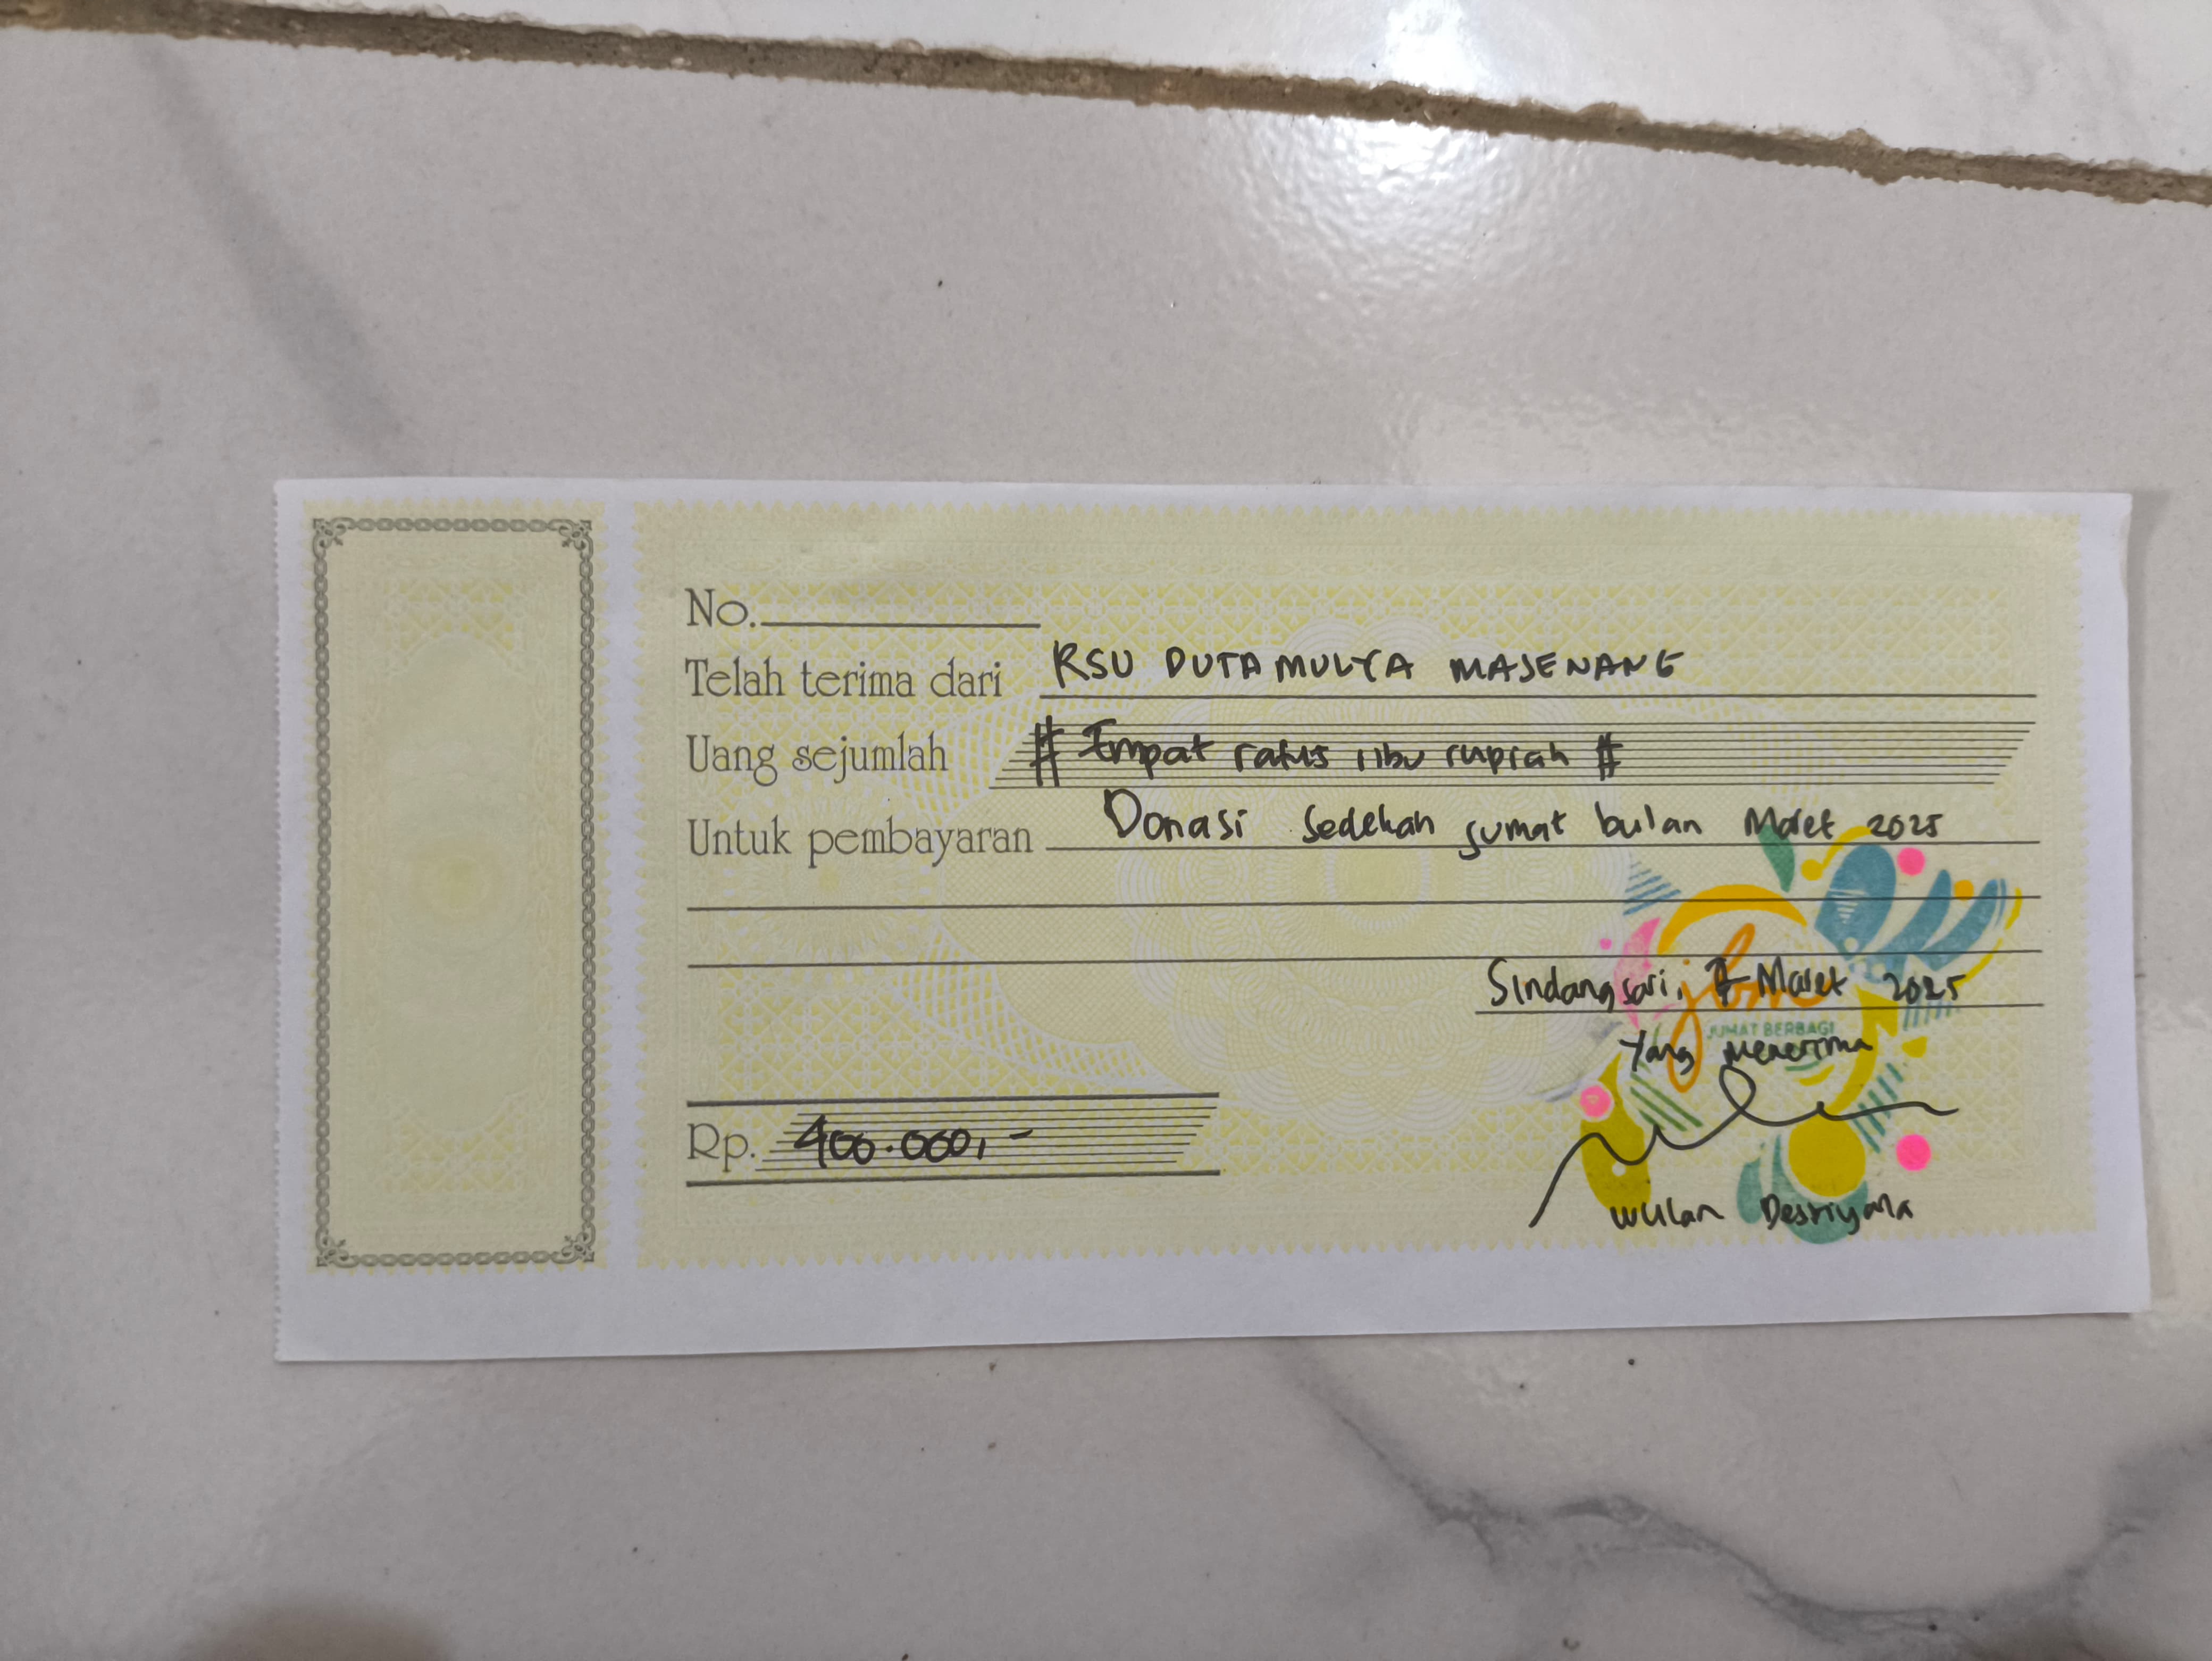 No.
Telah terima dari RSU DUTA MULYA MAJENANG
Uang sejumlah # Empat ratus ribu rupiah #
Untuk pembayaran Donasi Sedekah Jumat bulan Maret 2025
Sindangsari, 7 Maret 2025
jbm
JUMAT BERBAGI
Yang Menerima
Rp. 400.000,-
Wulan Desriyana